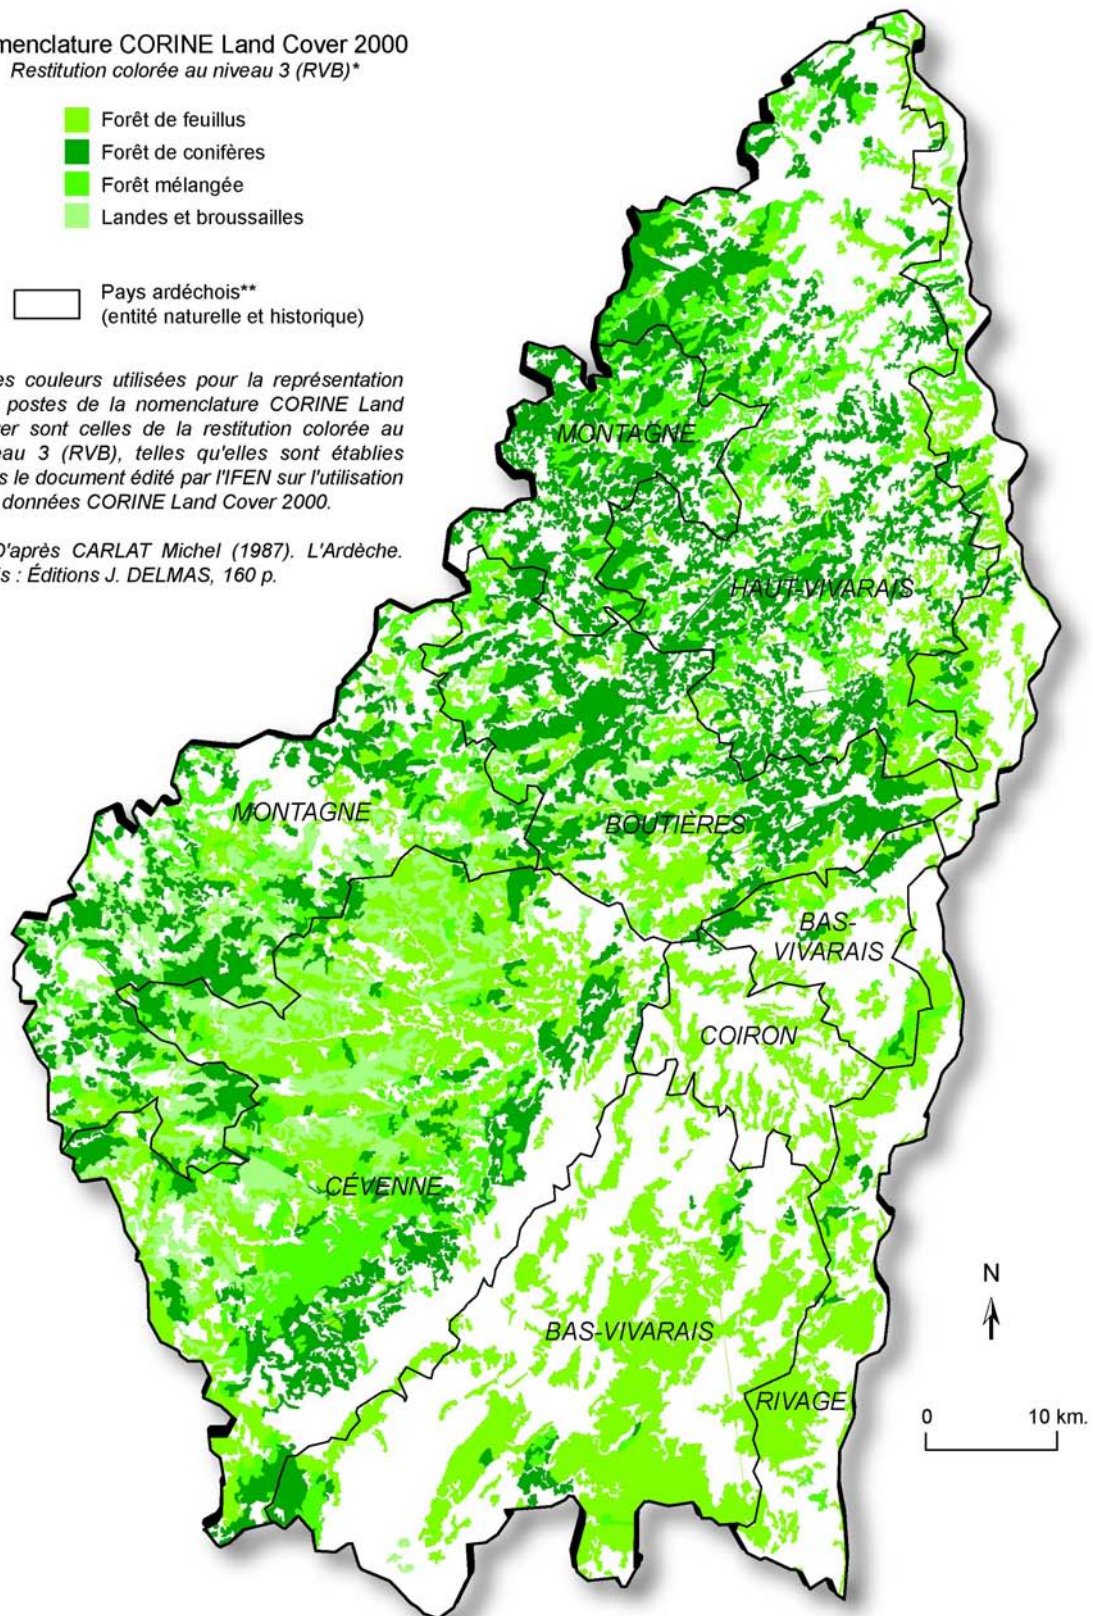 menclature CORINE Land Cover 2000
Restitution colorée au niveau 3 (RVB)*
Forêt de feuillus
Forêt de conifères
Forêt mélangée
Landes et broussailles
Pays ardéchois**
(entité naturelle et historique)
es couleurs utilisées pour la représentation
postes de la nomenclature CORINE Land
er sont celles de la restitution colorée au
eau 3 (RVB), telles qu'elles sont établies
s le document édité par l'IFEN sur l'utilisation
données CORINE Land Cover 2000.
D'après CARLAT Michel (1987). L'Ardèche.
is : Éditions J. DELMAS, 160 p.
MONTAGNE
HAUT-VIVARAIS
MONTAGNE
BOUTIÈRES
BAS-
VIVARAIS
COIRON
CÉVENNE
BAS-VIVARAIS
RIVAGE
N
0 10 km.